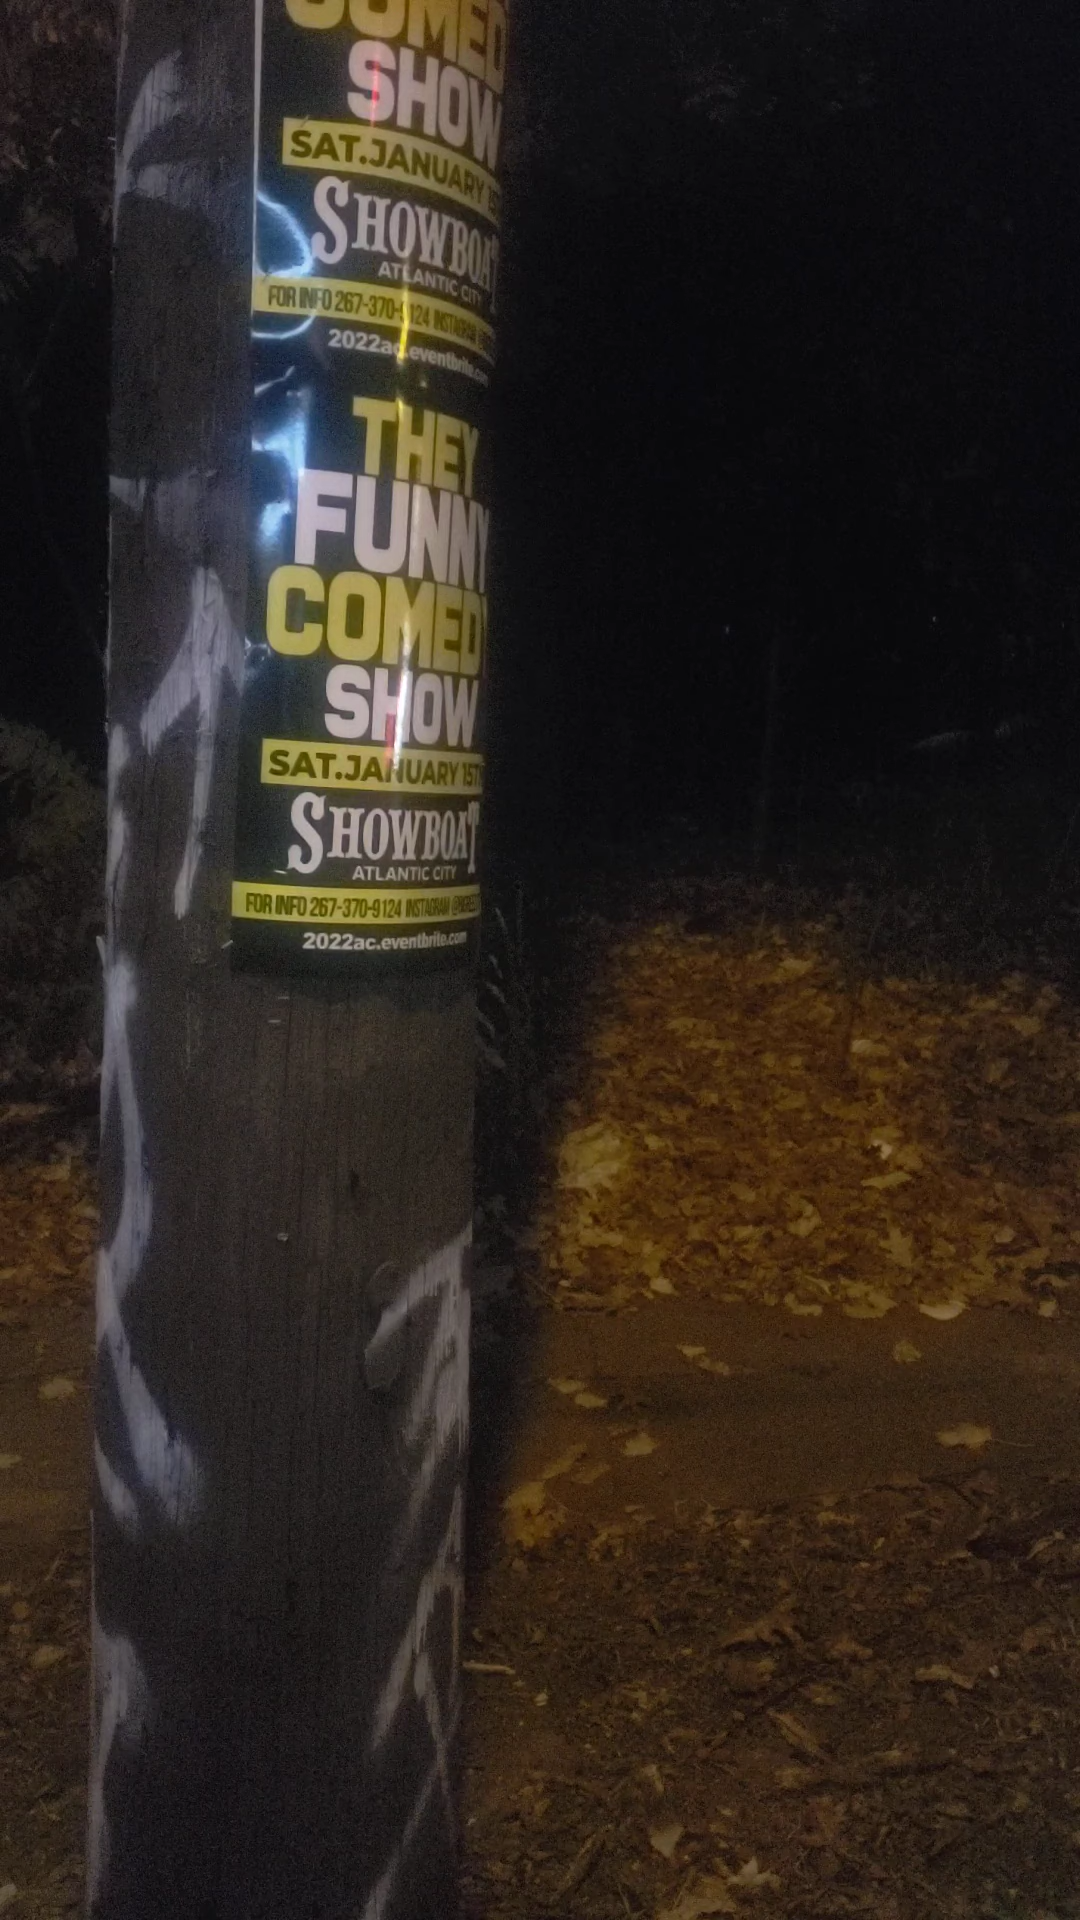 COMEDY
SHOW
SAT.JANUARY
SHOWBOAT
ATLANTIC CITY
FOR INFO 267-370-9124 INSTAGRAM
2022ac.eventbrite.com
THEY
FUNNY
COMEDY
SHOW
SAT.JANUARY 15TH
SHOWBOAT
ATLANTIC CITY
FOR INFO 267-370-9124 INSTAGRAM
2022ac.eventbrite.com